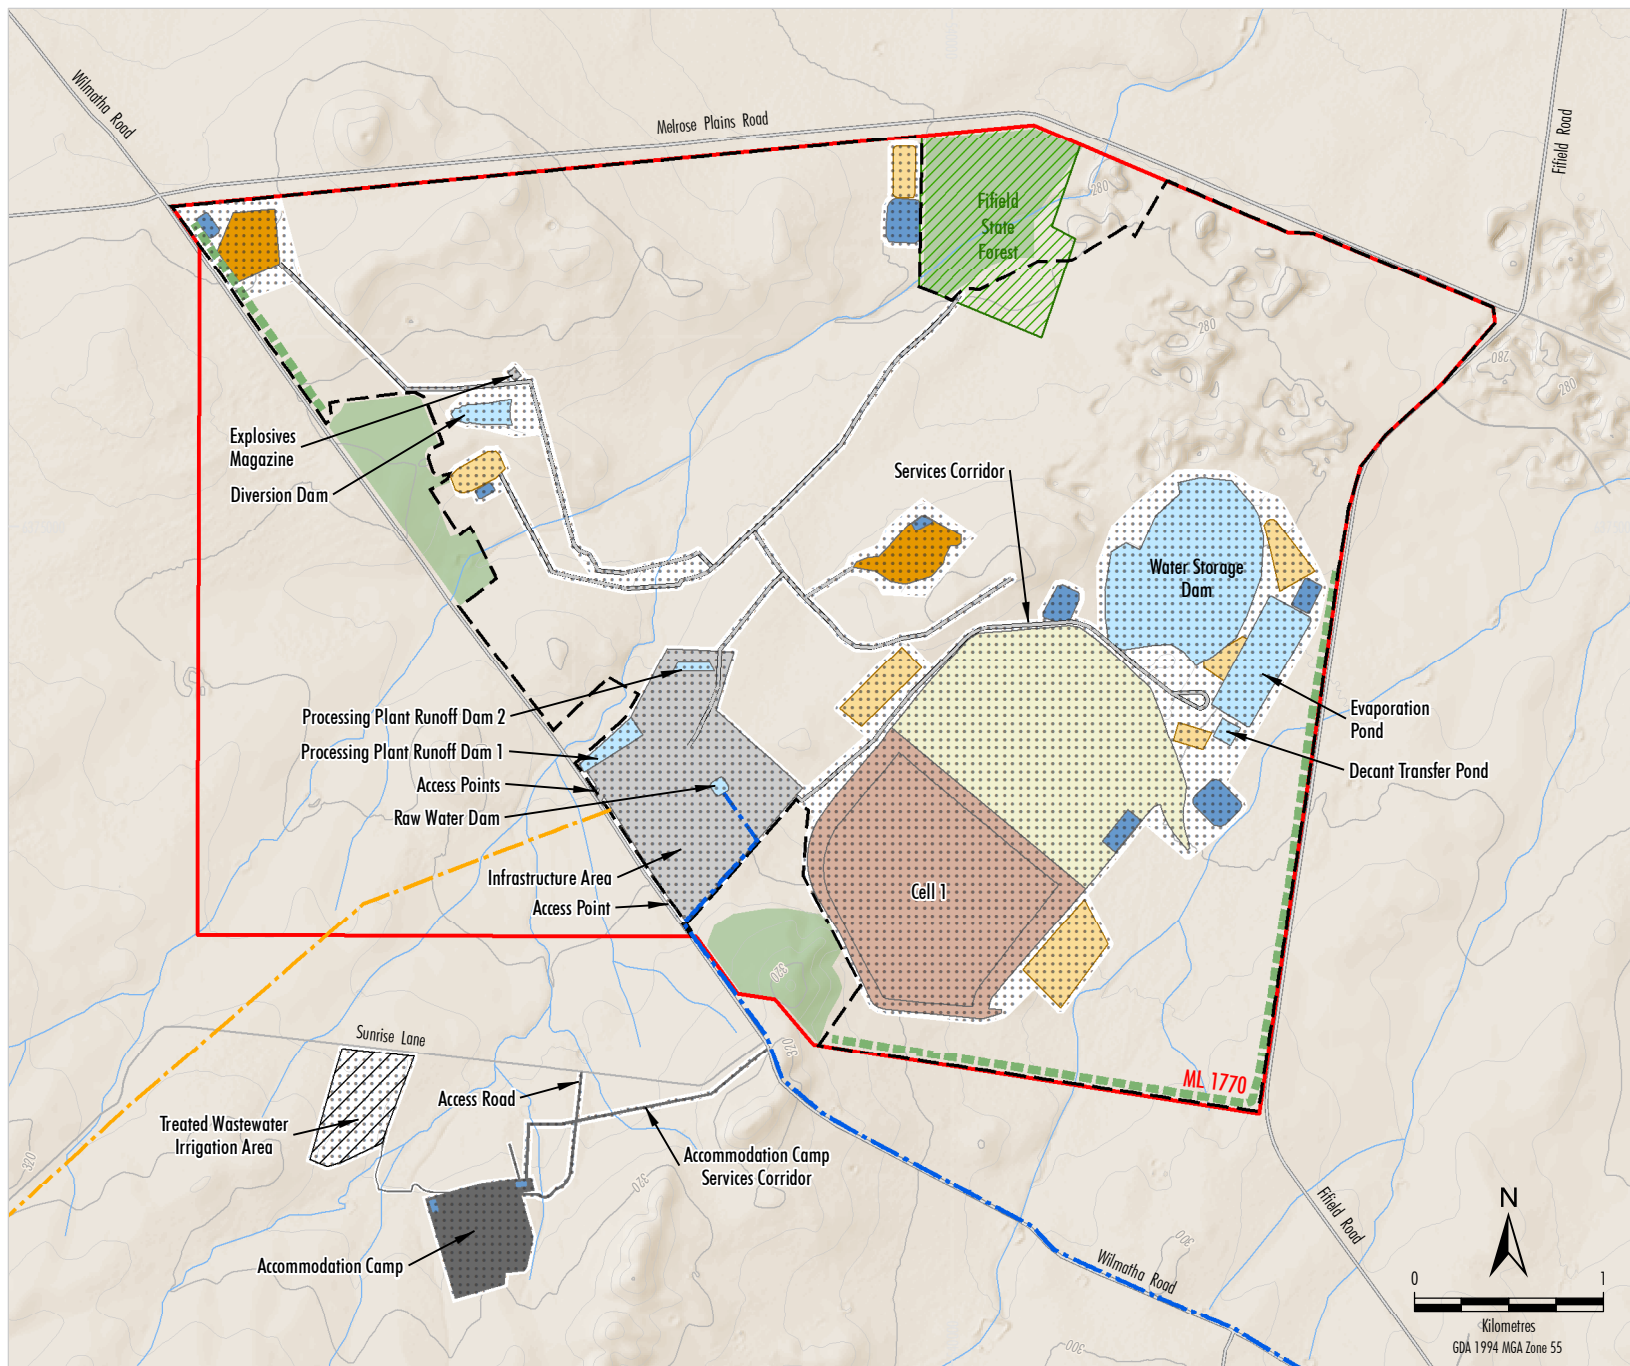 Wilmatha Road
Melrose Plains Road
Fifield Road
Fifield
State
Forest
280
280
280
280
Explosives
Magazine
Diversion Dam
Services Corridor
Water Storage
Dam
Processing Plant Runoff Dam 2
Processing Plant Runoff Dam 1
Access Points
Raw Water Dam
Infrastructure Area
Access Point
Cell 1
Evaporation
Pond
Decant Transfer Pond
320
320
Sunrise Lane
ML 1770
Access Road
Treated Wastewater
Irrigation Area
Accommodation Camp
Services Corridor
320
320
Accommodation Camp
Fifield Road
300
Wilmatha Road
300
N
0 1
Kilometres
GDA 1994 MGA Zone 55